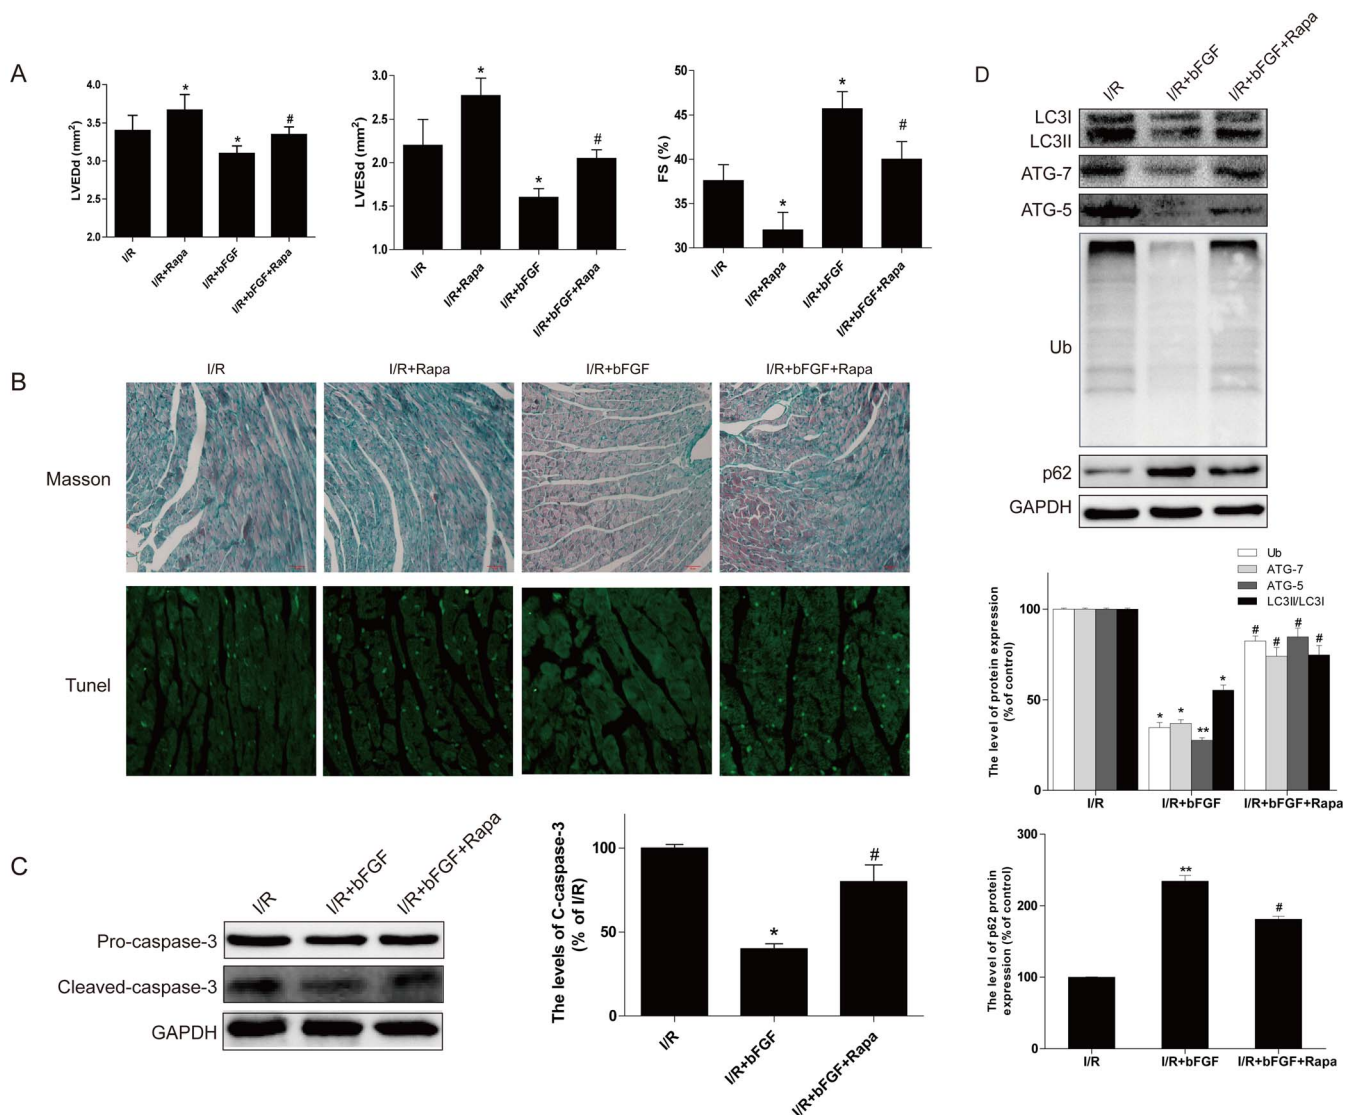 A
LVEDd (mm²)
4.0
3.5
3.0
2.5
2.0
I/R
I/R+Rapa
I/R+bFGF
I/R+bFGF+Rapa
*
*
#
LVESd (mm²)
3.0
2.5
2.0
1.5
1.0
I/R
I/R+Rapa
I/R+bFGF
I/R+bFGF+Rapa
*
*
#
FS (%)
50
45
40
35
30
I/R
I/R+Rapa
I/R+bFGF
I/R+bFGF+Rapa
*
*
#
B
I/R
I/R+Rapa
I/R+bFGF
I/R+bFGF+Rapa
Masson
Tunel
C
I/R
I/R+bFGF
I/R+bFGF+Rapa
Pro-caspase-3
Cleaved-caspase-3
GAPDH
The levels of C-caspase-3
(% of I/R)
100
50
0
*
#
I/R
I/R+bFGF
I/R+bFGF+Rapa
D
I/R
I/R+bFGF
I/R+bFGF+Rapa
LC3I
LC3II
ATG-7
ATG-5
Ub
p62
GAPDH
Ub
ATG-7
ATG-5
LC3II/LC3I
The level of protein expression
(% of control)
100
50
0
*
*
**
*
#
#
#
#
I/R
I/R+bFGF
I/R+bFGF+Rapa
The level of p62 protein
expression (% of control)
300
200
100
0
**
#
I/R
I/R+bFGF
I/R+bFGF+Rapa